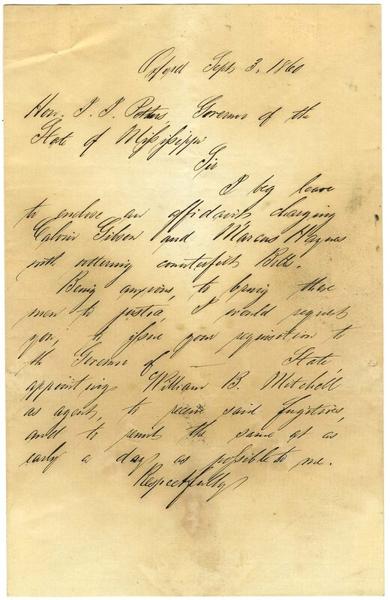 Oxford Sept 3, 1860
Hon. J. J. Pettus, Governor of the
State of Mississippi
Sir
I beg leave
to enclose an affidavit charging
Calvin Gibson and Marcus Haynes
with uttering counterfeit Bill.
Being anxious, to bring these
men to justice, I would request
you, to issue your requisition to
the Governor of ___ State,
appointing William B. Mitchell
as agent, to receive said fugitives,
and to remit the same at as
early a day as possible to me.
Respectfully